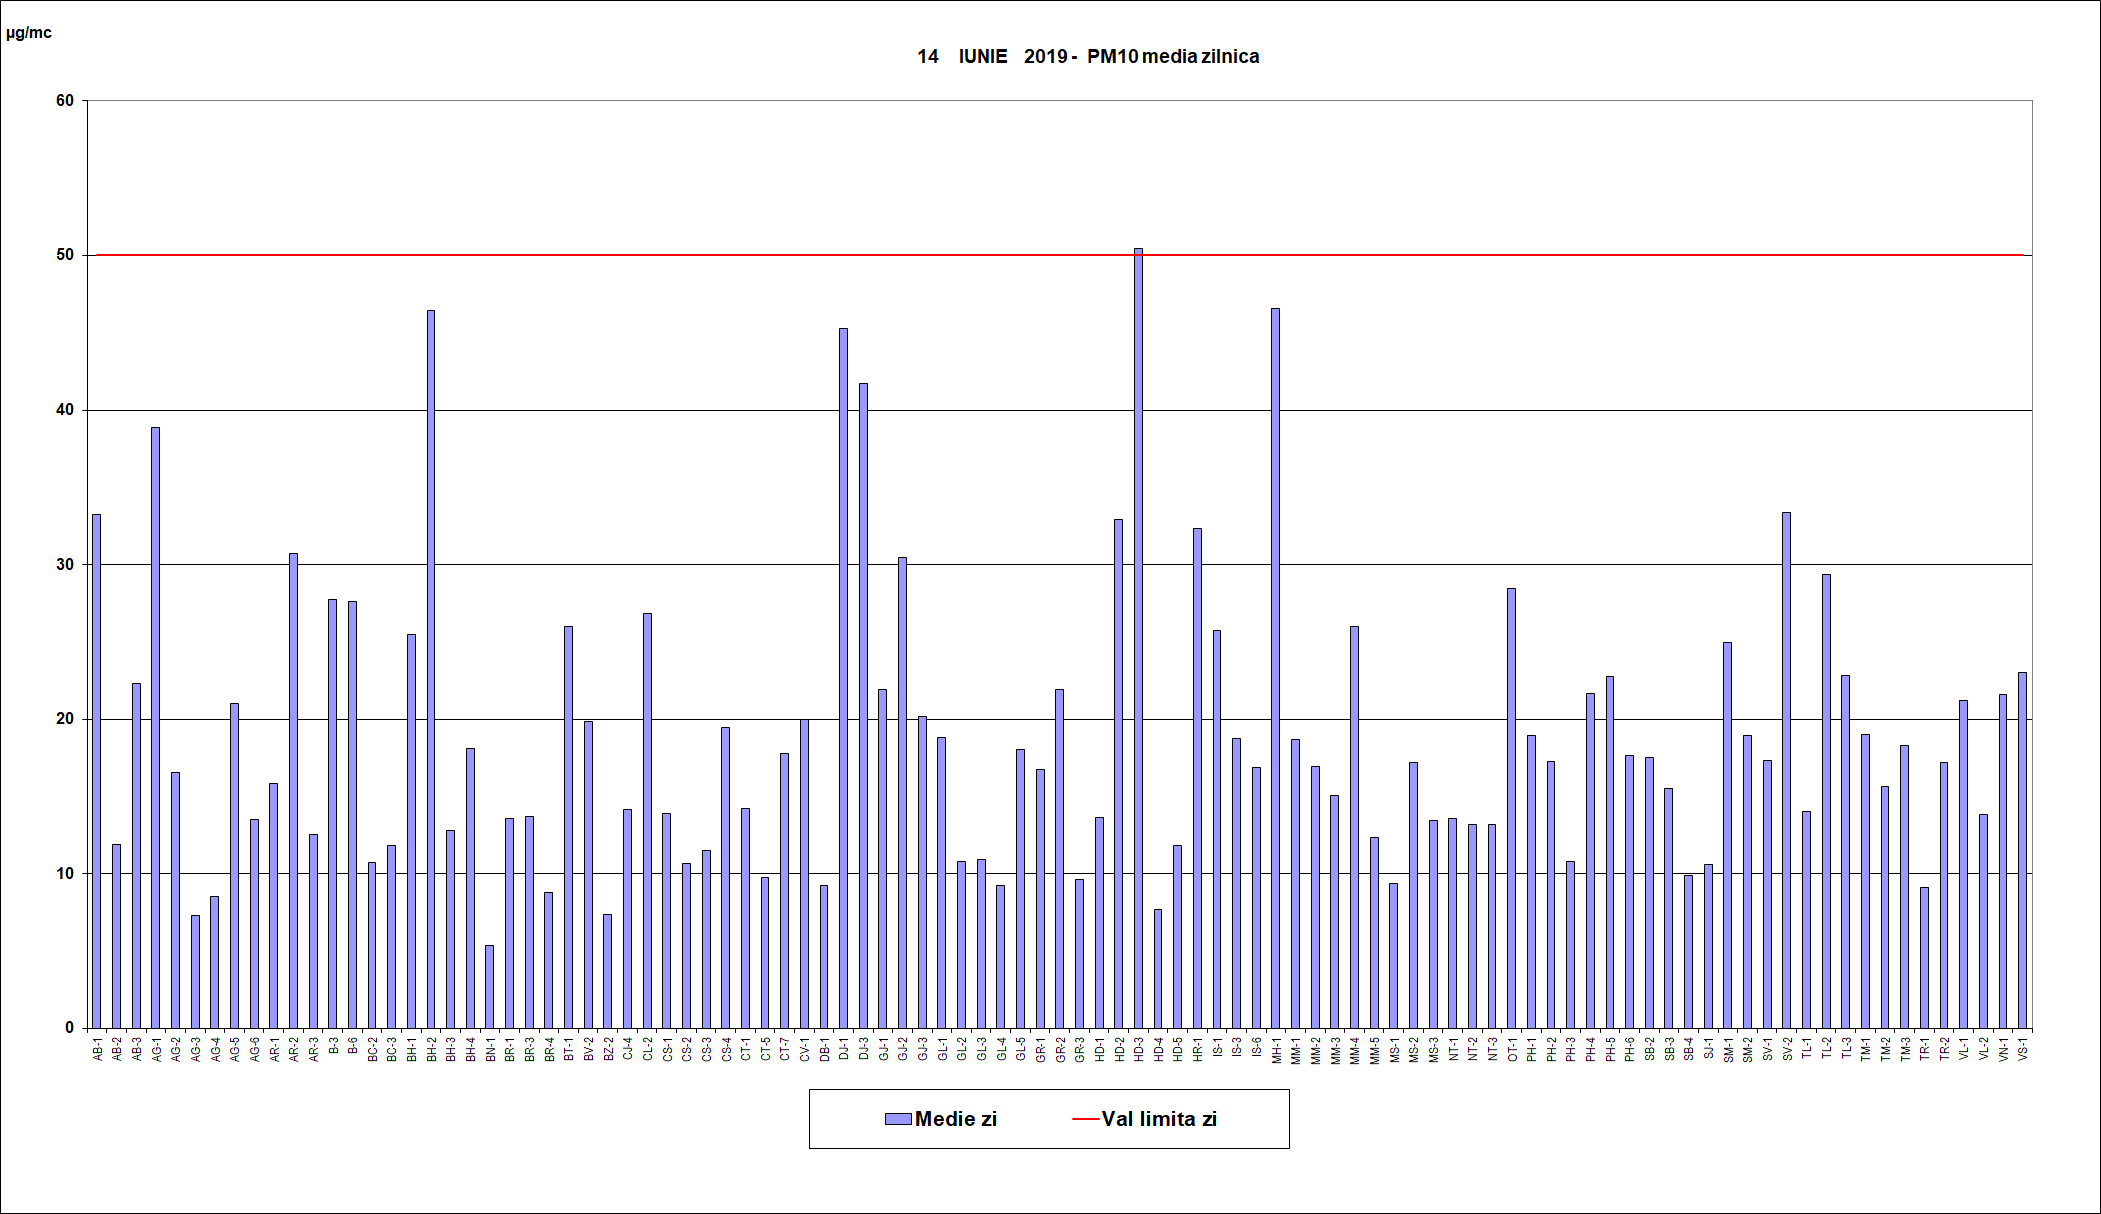 µg/mc
14 IUNIE 2019 - PM10 media zilnica
60
50
40
30
20
10
0
AB-1 AB-2 AB-3 AG-1 AG-2 AG-3 AG-4 AG-5 AG-6 AR-1 AR-2 AR-3 B-3 B-6 BC-2 BC-3 BH-1 BH-2 BH-3 BH-4 BN-1 BR-1 BR-3 BR-4 BT-1 BV-2 BZ-2 CJ-4 CL-2 CS-1 CS-2 CS-3 CS-4 CT-1 CT-5 CT-7 CV-1 DB-1 DJ-1 DJ-3 GJ-1 GJ-2 GJ-3 GL-1 GL-2 GL-3 GL-4 GL-5 GR-1 GR-2 GR-3 HD-1 HD-2 HD-3 HD-4 HD-5 HR-1 IS-1 IS-3 IS-6 MH-1 MM-1 MM-2 MM-3 MM-4 MM-5 MS-1 MS-2 MS-3 NT-1 NT-2 NT-3 OT-1 PH-1 PH-2 PH-3 PH-4 PH-5 PH-6 SB-2 SB-3 SB-4 SJ-1 SM-1 SM-2 SV-1 SV-2 TL-1 TL-2 TL-3 TM-1 TM-2 TM-3 TR-1 TR-2 VL-1 VL-2 VN-1 VS-1
Medie zi Val limita zi